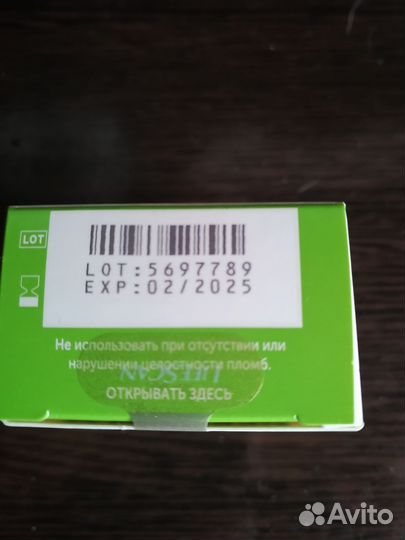 LOT
LOT:5697789
EXP:02/2025
Не использовать при отсутствии или
нарушении целостности пломб.
LIFESCAN
ОТКРЫВАТЬ ЗДЕСЬ
Avito